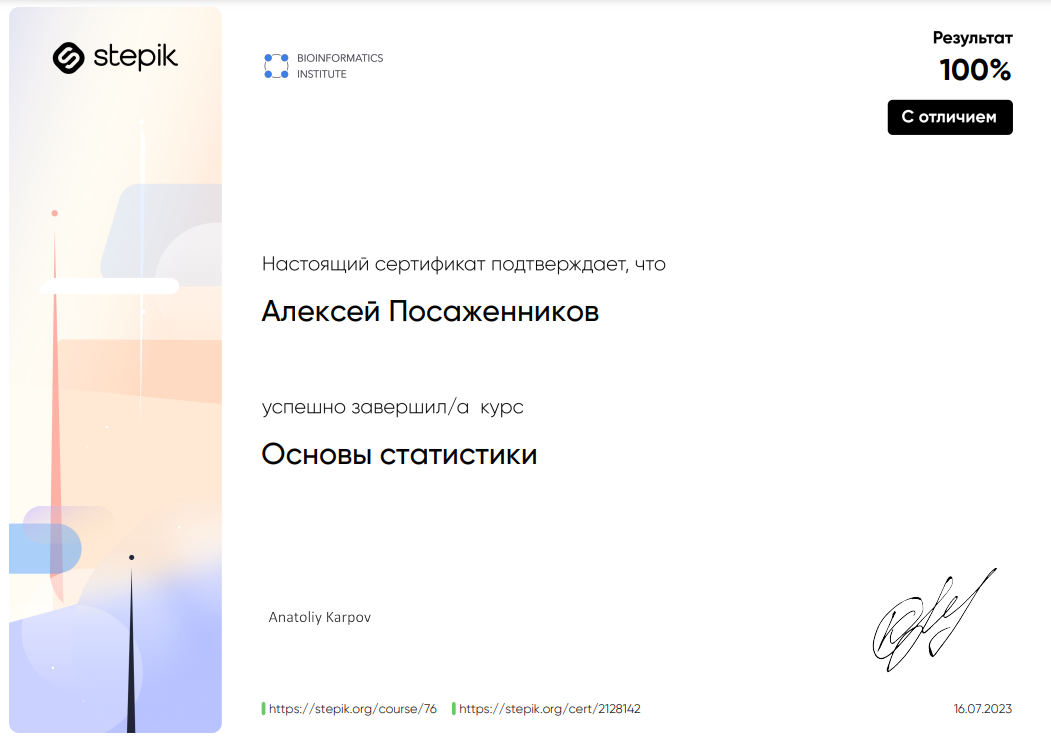 stepik
BIOINFORMATICS
INSTITUTE
Результат
100%
С отличием
Настоящий сертификат подтверждает, что
Алексей Посаженников
успешно завершил/а курс
Основы статистики
Anatoliy Karpov
https://stepik.org/course/76
https://stepik.org/cert/2128142
16.07.2023